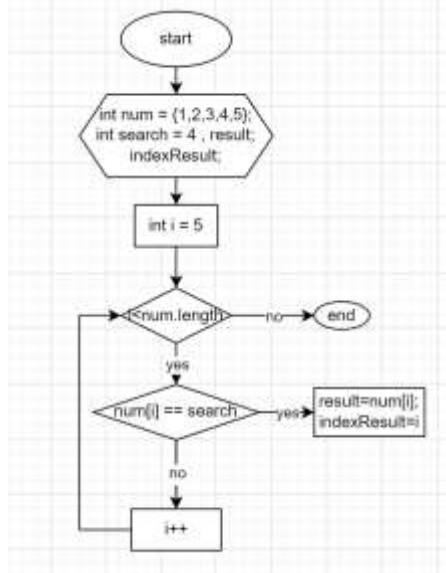 start
int num = {1,2,3,4,5};
int search = 4 , result;
indexResult;
int i = 5
i<num.length
no
end
yes
num[i] == search
yes
result=num[i];
indexResult=i
no
i++